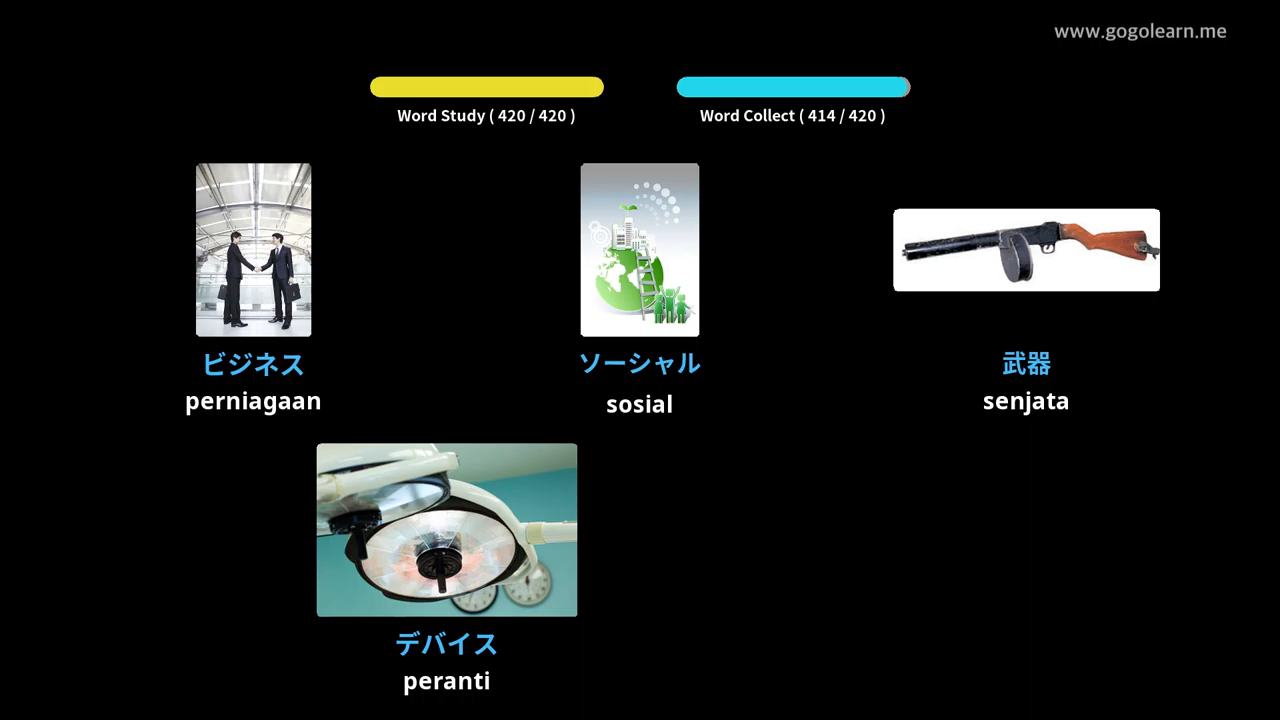 www.gogolearn.me
Word Study ( 420 / 420 )
Word Collect ( 414 / 420 )
ビジネス
perniagaan
ソーシャル
sosial
武器
senjata
デバイス
peranti